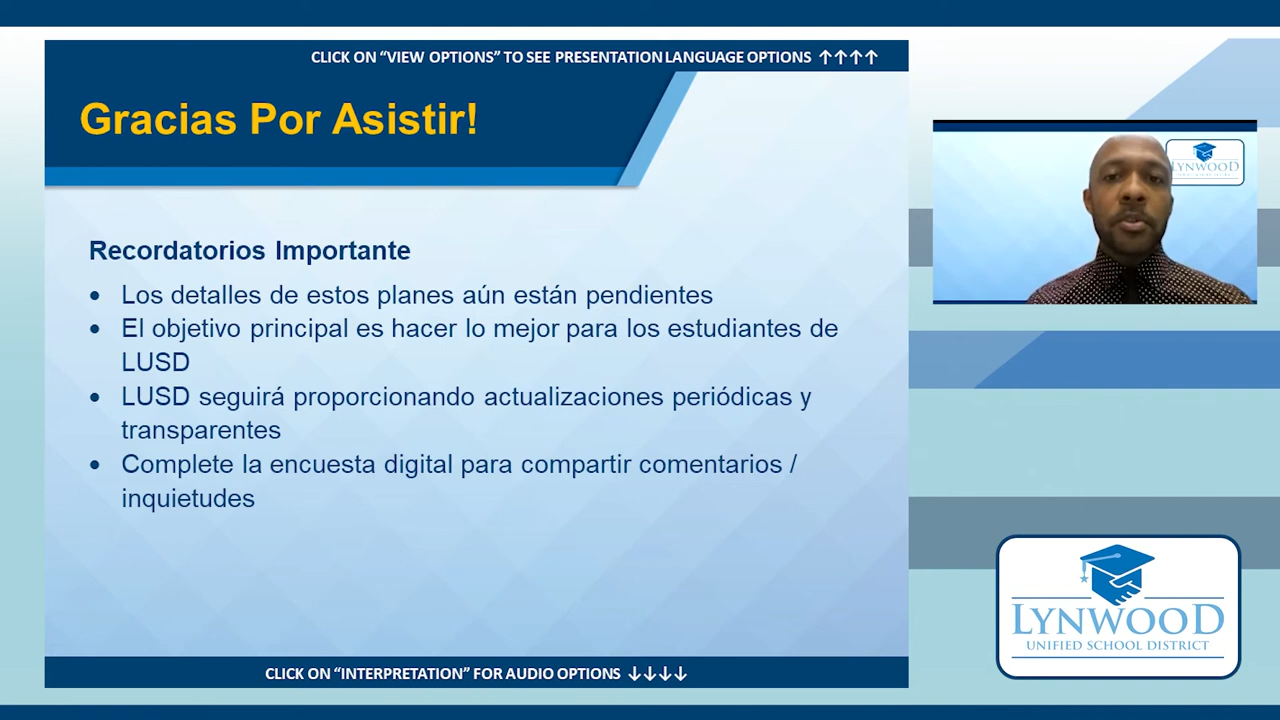 CLICK ON “VIEW OPTIONS” TO SEE PRESENTATION LANGUAGE OPTIONS ↑↑↑↑
Gracias Por Asistir!
Recordatorios Importante
• Los detalles de estos planes aún están pendientes
• El objetivo principal es hacer lo mejor para los estudiantes de
LUSD
• LUSD seguirá proporcionando actualizaciones periódicas y
transparentes
• Complete la encuesta digital para compartir comentarios /
inquietudes
CLICK ON “INTERPRETATION” FOR AUDIO OPTIONS ↓↓↓↓
LYNWOOD
LYNWOOD
UNIFIED SCHOOL DISTRICT